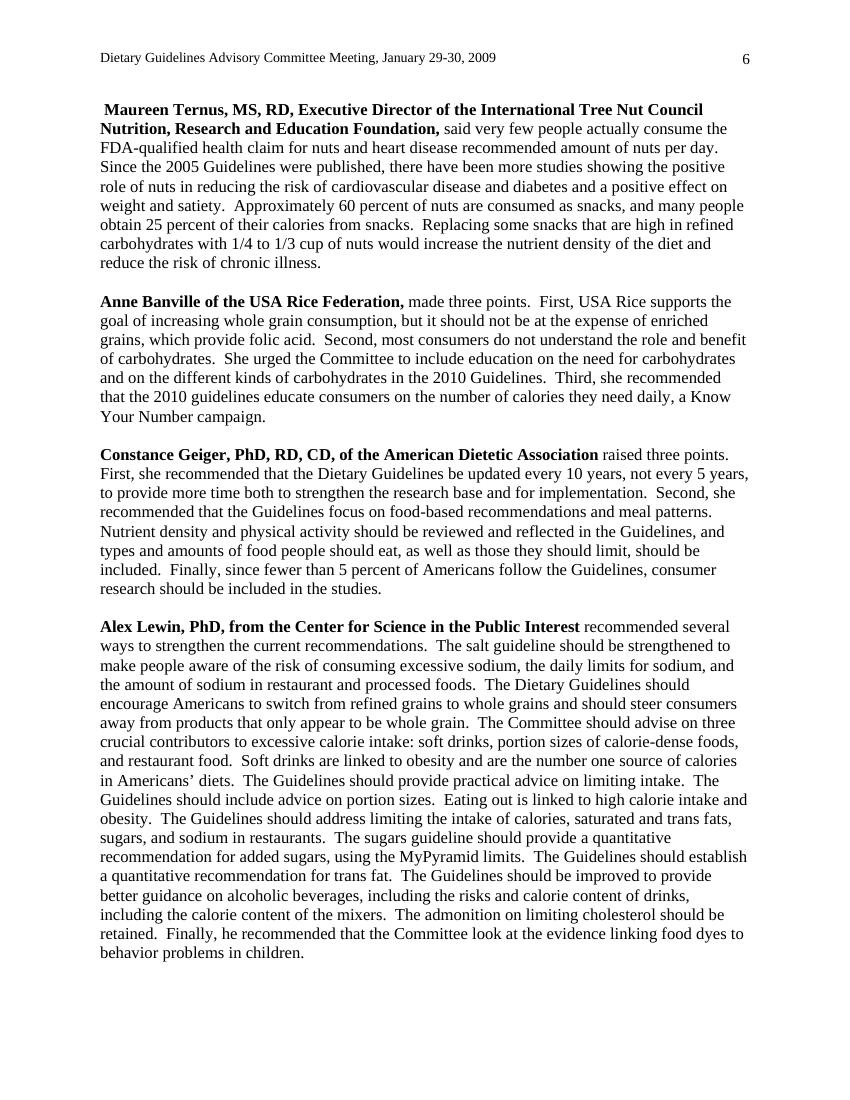 Dietary Guidelines Advisory Committee Meeting, January 29-30, 2009 6
Maureen Ternus, MS, RD, Executive Director of the International Tree Nut Council
Nutrition, Research and Education Foundation, said very few people actually consume the
FDA-qualified health claim for nuts and heart disease recommended amount of nuts per day.
Since the 2005 Guidelines were published, there have been more studies showing the positive
role of nuts in reducing the risk of cardiovascular disease and diabetes and a positive effect on
weight and satiety.  Approximately 60 percent of nuts are consumed as snacks, and many people
obtain 25 percent of their calories from snacks.  Replacing some snacks that are high in refined
carbohydrates with 1/4 to 1/3 cup of nuts would increase the nutrient density of the diet and
reduce the risk of chronic illness.
Anne Banville of the USA Rice Federation, made three points.  First, USA Rice supports the
goal of increasing whole grain consumption, but it should not be at the expense of enriched
grains, which provide folic acid.  Second, most consumers do not understand the role and benefit
of carbohydrates.  She urged the Committee to include education on the need for carbohydrates
and on the different kinds of carbohydrates in the 2010 Guidelines.  Third, she recommended
that the 2010 guidelines educate consumers on the number of calories they need daily, a Know
Your Number campaign.
Constance Geiger, PhD, RD, CD, of the American Dietetic Association raised three points.
First, she recommended that the Dietary Guidelines be updated every 10 years, not every 5 years,
to provide more time both to strengthen the research base and for implementation.  Second, she
recommended that the Guidelines focus on food-based recommendations and meal patterns.
Nutrient density and physical activity should be reviewed and reflected in the Guidelines, and
types and amounts of food people should eat, as well as those they should limit, should be
included.  Finally, since fewer than 5 percent of Americans follow the Guidelines, consumer
research should be included in the studies.
Alex Lewin, PhD, from the Center for Science in the Public Interest recommended several
ways to strengthen the current recommendations.  The salt guideline should be strengthened to
make people aware of the risk of consuming excessive sodium, the daily limits for sodium, and
the amount of sodium in restaurant and processed foods.  The Dietary Guidelines should
encourage Americans to switch from refined grains to whole grains and should steer consumers
away from products that only appear to be whole grain.  The Committee should advise on three
crucial contributors to excessive calorie intake: soft drinks, portion sizes of calorie-dense foods,
and restaurant food.  Soft drinks are linked to obesity and are the number one source of calories
in Americans’ diets.  The Guidelines should provide practical advice on limiting intake.  The
Guidelines should include advice on portion sizes.  Eating out is linked to high calorie intake and
obesity.  The Guidelines should address limiting the intake of calories, saturated and trans fats,
sugars, and sodium in restaurants.  The sugars guideline should provide a quantitative
recommendation for added sugars, using the MyPyramid limits.  The Guidelines should establish
a quantitative recommendation for trans fat.  The Guidelines should be improved to provide
better guidance on alcoholic beverages, including the risks and calorie content of drinks,
including the calorie content of the mixers.  The admonition on limiting cholesterol should be
retained.  Finally, he recommended that the Committee look at the evidence linking food dyes to
behavior problems in children.